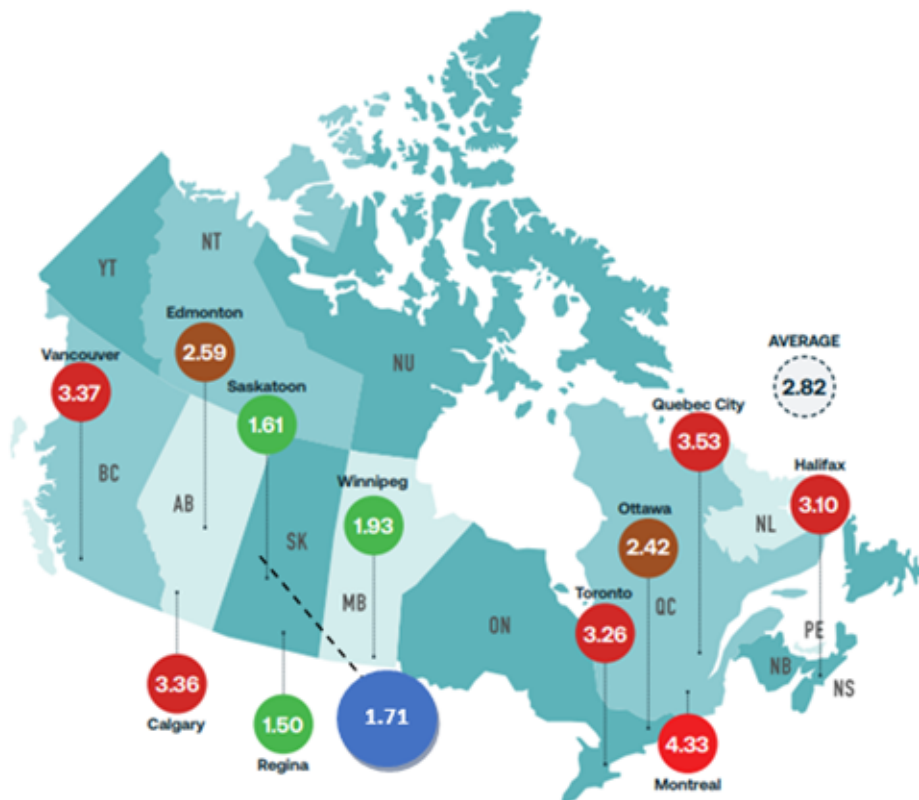 NT
YT
Edmonton
2.59
AVERAGE
2.82
Vancouver
3.37
NU
Saskatoon
1.61
Quebec City
3.53
BC
Winnipeg
1.93
Halifax
3.10
AB
Ottawa
2.42
NL
SK
MB
Toronto
3.26
QC
ON
PE
NB
NS
3.36
Calgary
1.50
Regina
1.71
4.33
Montreal